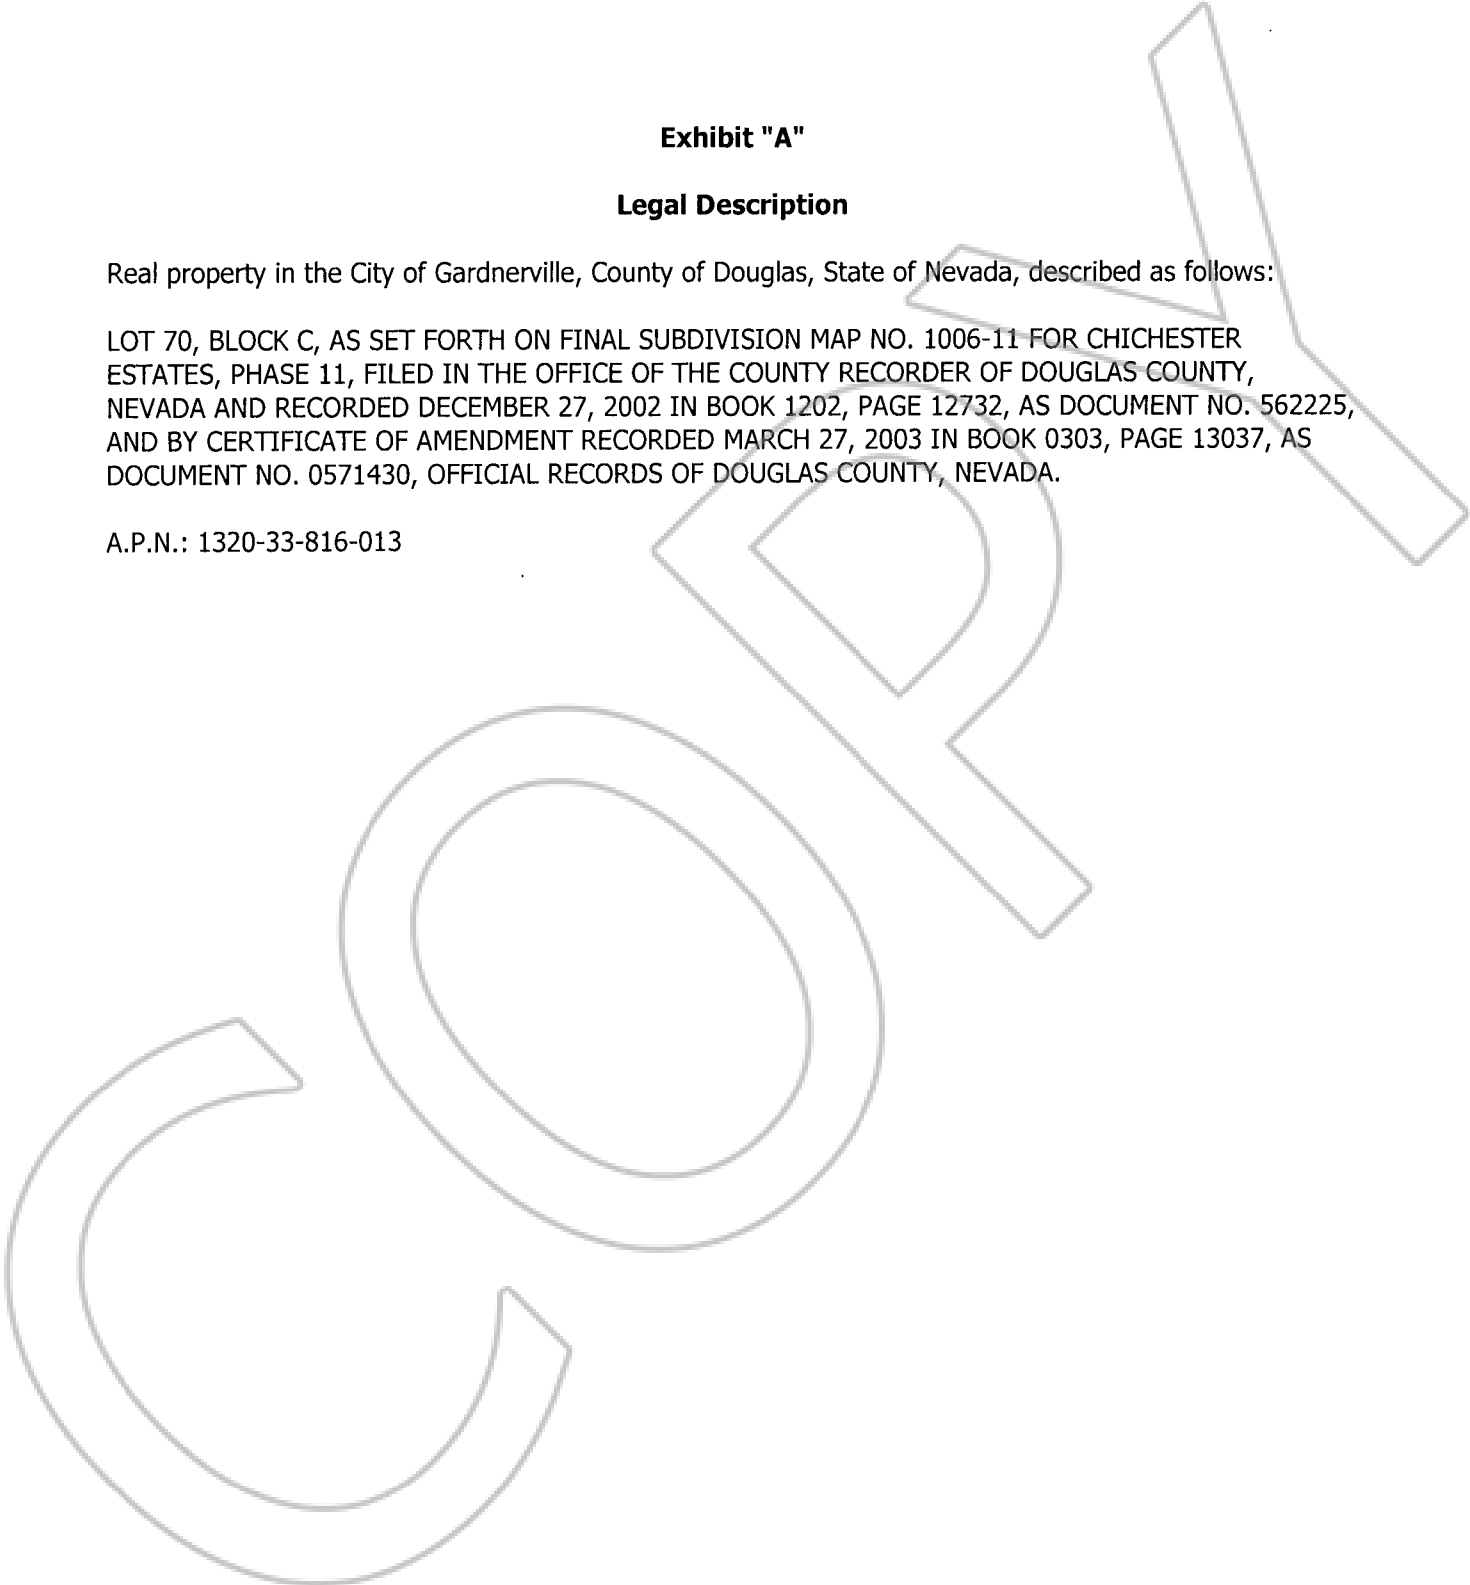 Exhibit "A"
Legal Description
Real property in the City of Gardnerville, County of Douglas, State of Nevada, described as follows:
LOT 70, BLOCK C, AS SET FORTH ON FINAL SUBDIVISION MAP NO. 1006-11 FOR CHICHESTER
ESTATES, PHASE 11, FILED IN THE OFFICE OF THE COUNTY RECORDER OF DOUGLAS COUNTY,
NEVADA AND RECORDED DECEMBER 27, 2002 IN BOOK 1202, PAGE 12732, AS DOCUMENT NO. 562225,
AND BY CERTIFICATE OF AMENDMENT RECORDED MARCH 27, 2003 IN BOOK 0303, PAGE 13037, AS
DOCUMENT NO. 0571430, OFFICIAL RECORDS OF DOUGLAS COUNTY, NEVADA.
A.P.N.: 1320-33-816-013
COPY